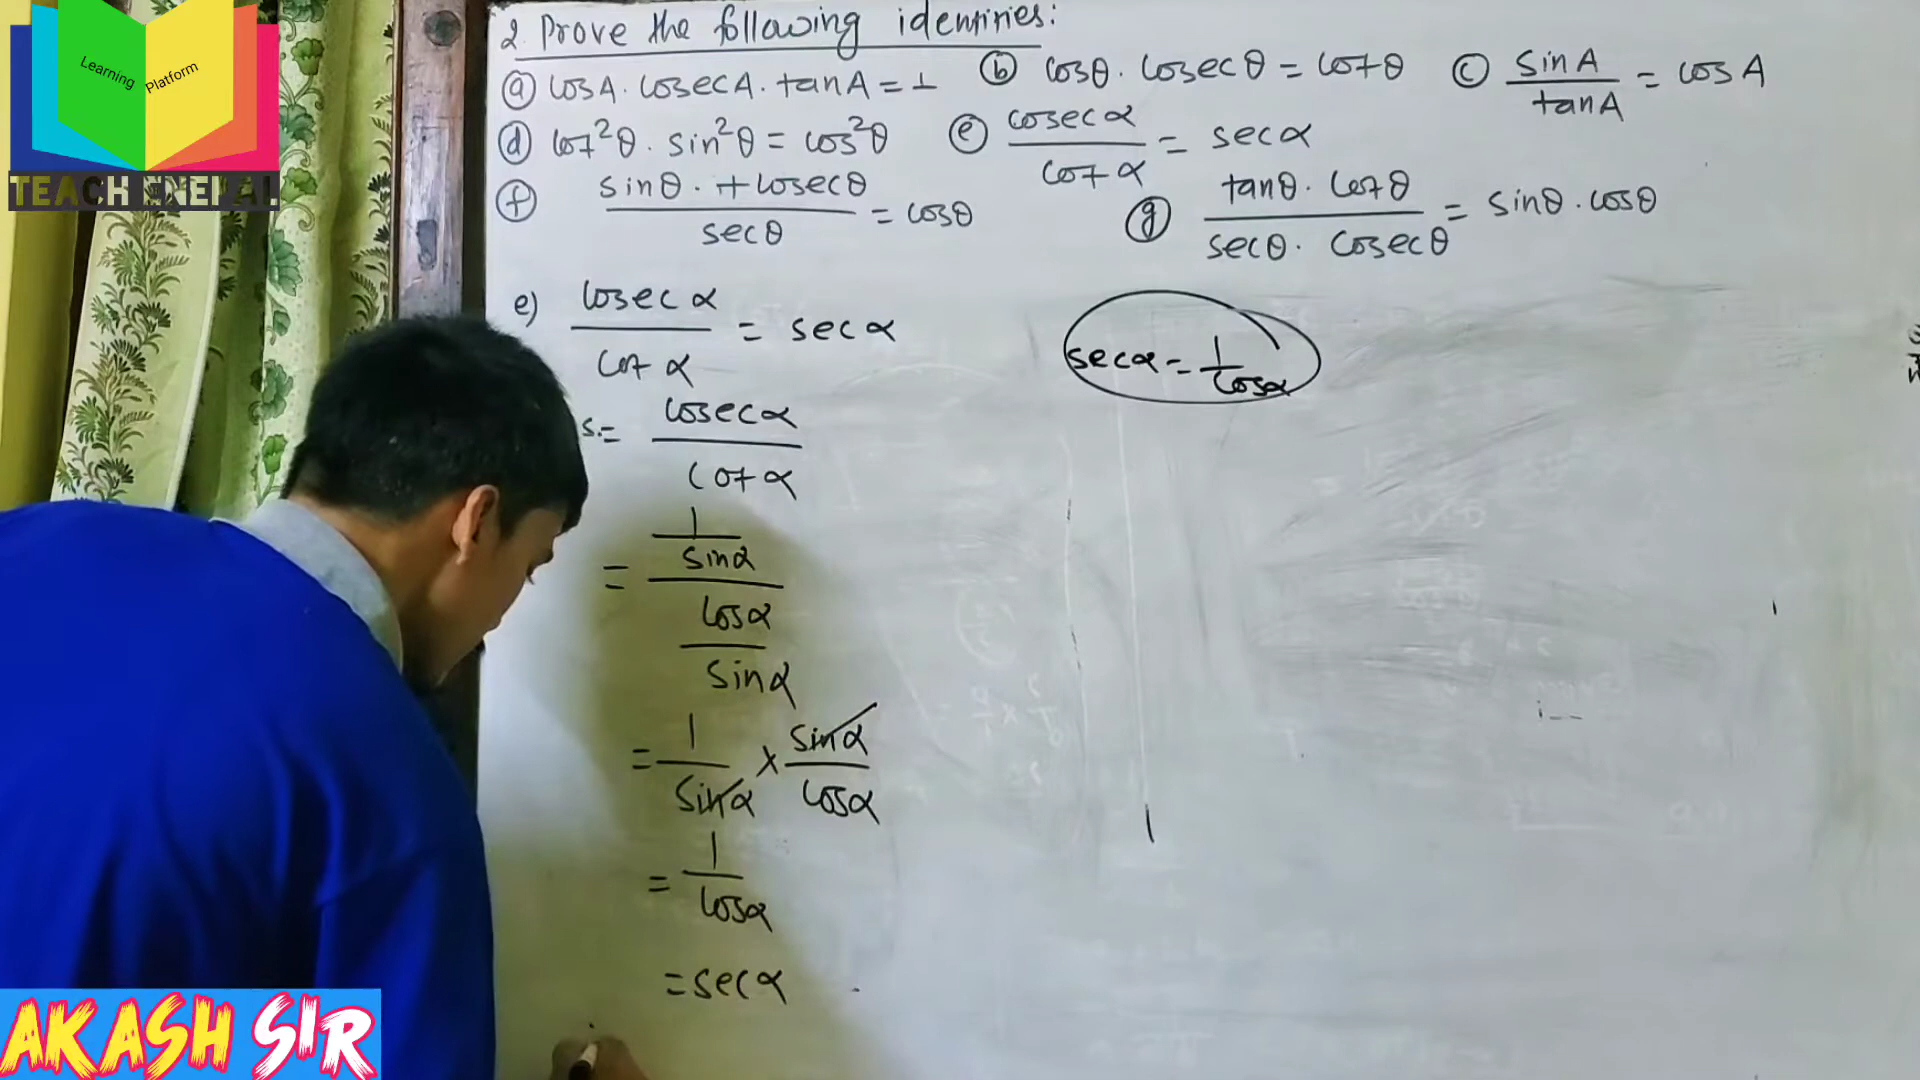 Learning Platform
TEACH ENEPAL
2. Prove the following identities:
(a) cosA. cosecA. tanA = 1 (b) cosθ. cosecθ = cotθ (c) sinA / tanA = cosA
(d) cot²θ. sin²θ = cos²θ (e) cosecα / cotα = secα
(f) sinθ. + cosecθ / secθ = cosθ (g) tanθ. cotθ / secθ. cosecθ = sinθ.cosθ
e) cosecα / cotα = secα
secα = 1/cosα
s. = cosecα / cotα
= 1/sinα / cosα/sinα
= 1/sinα × sinα/cosα
= 1/cosα
= secα
AKASH SIR